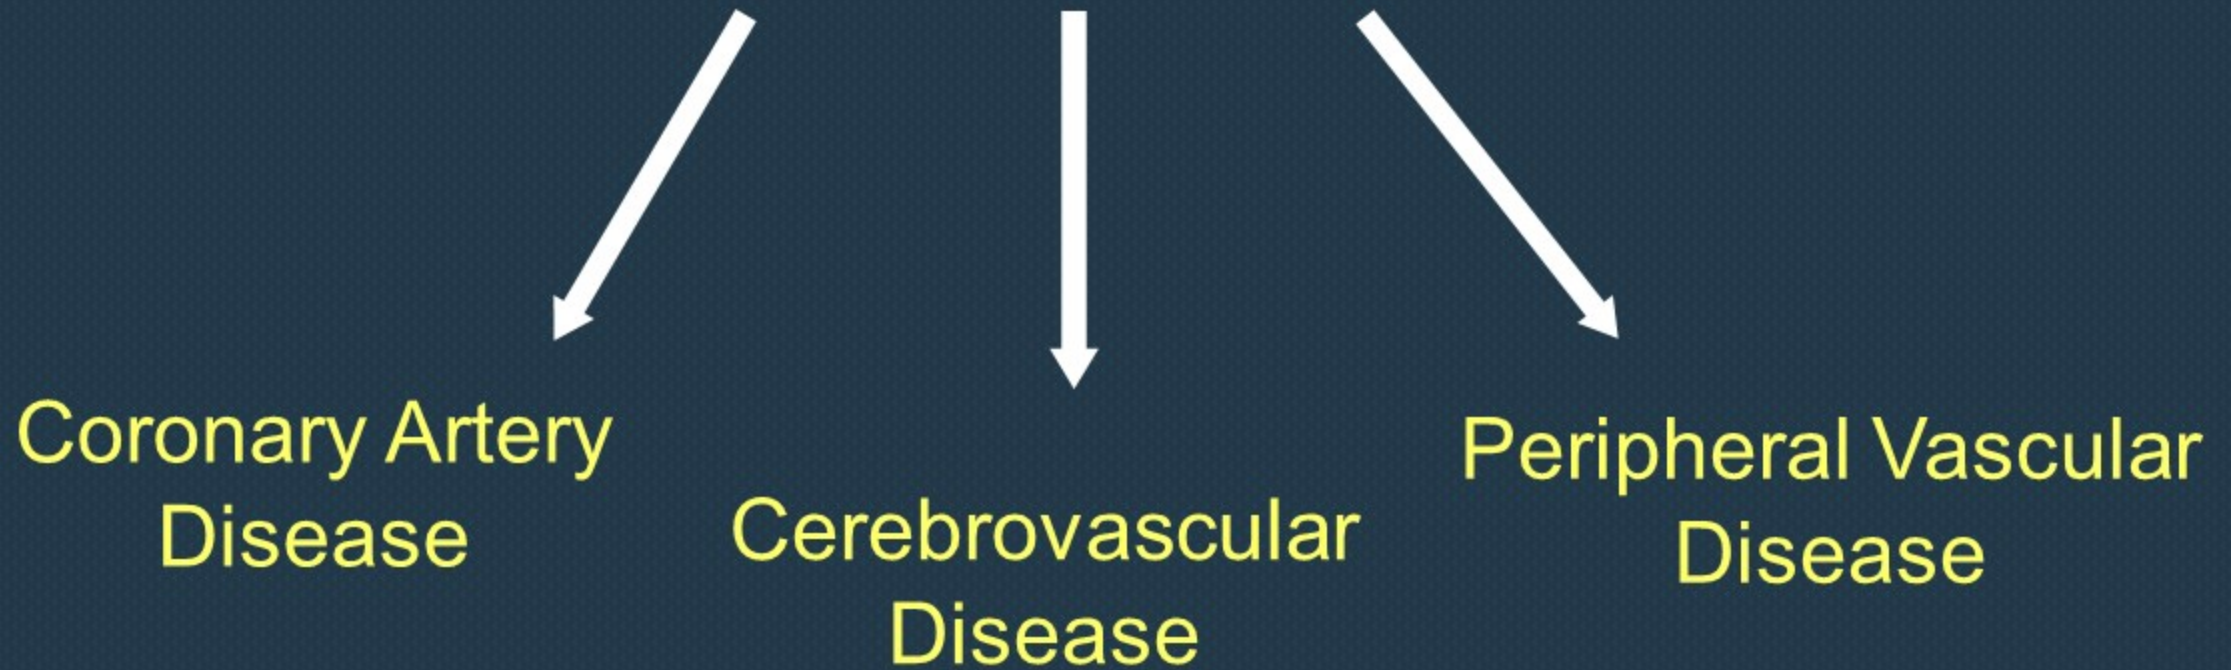 Coronary Artery
Disease
Cerebrovascular
Disease
Peripheral Vascular
Disease